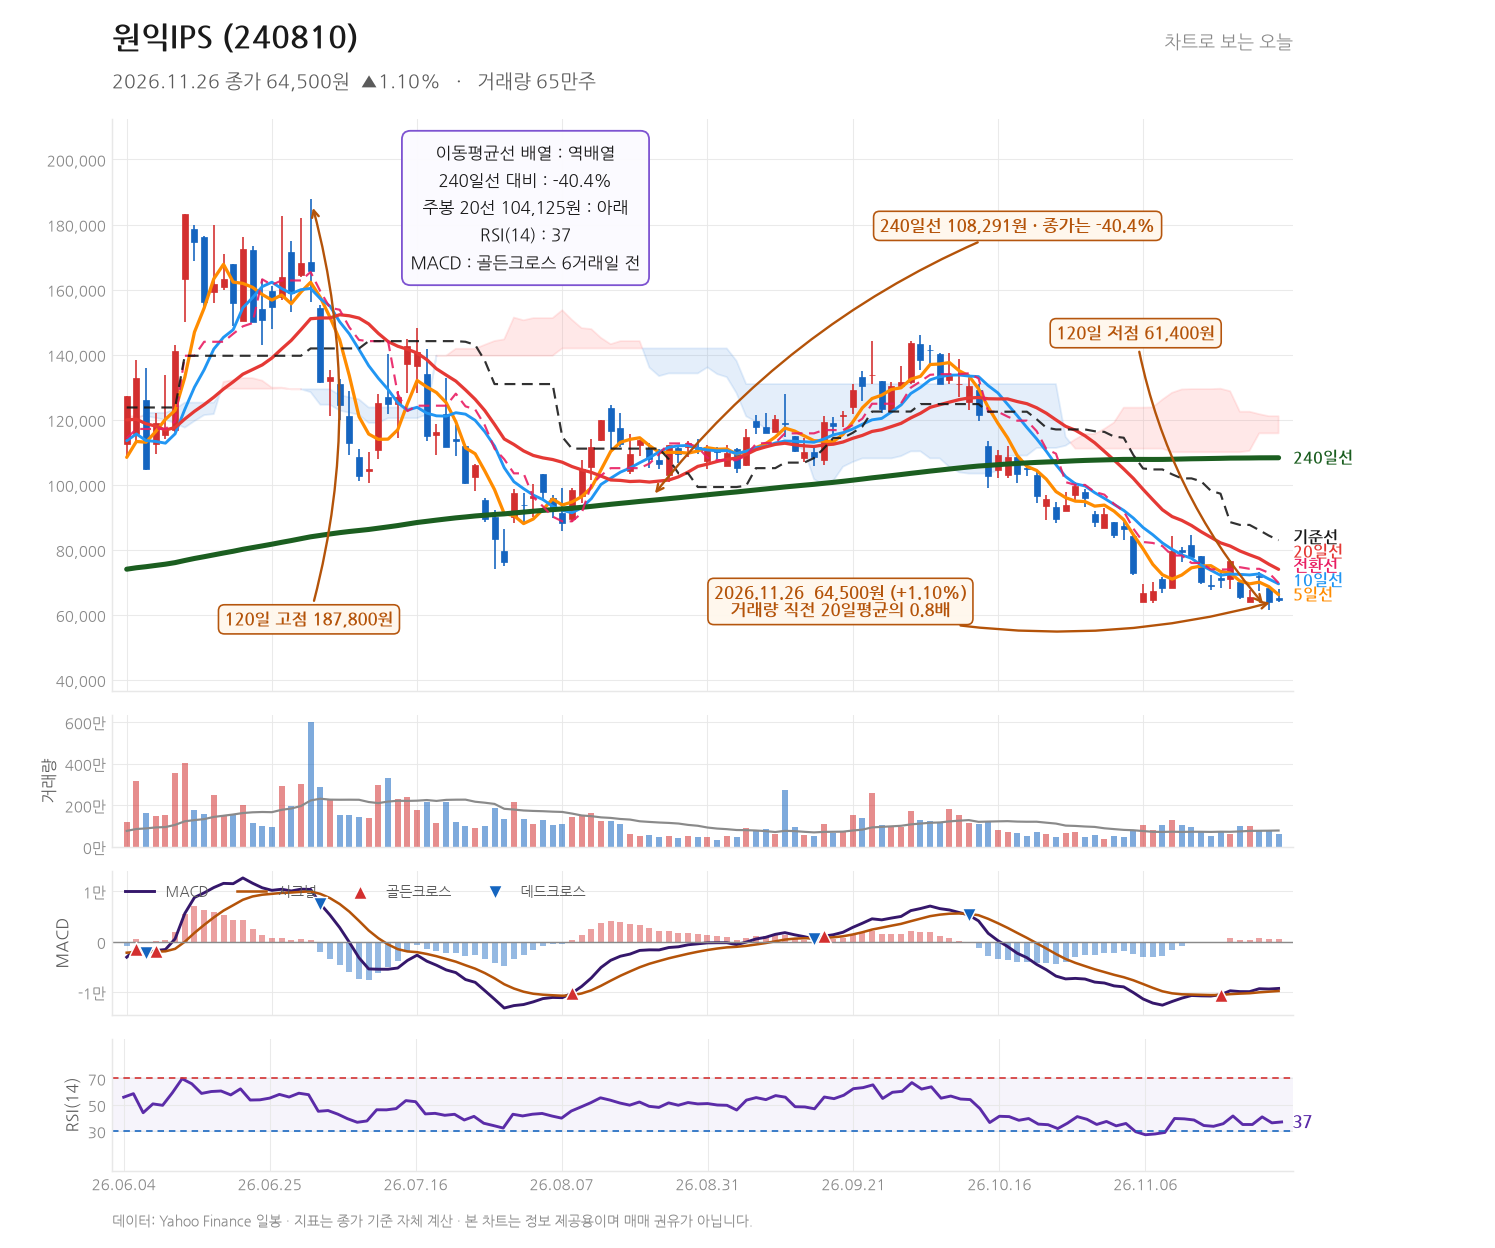 원익IPS (240810)
차트로 보는 오늘
2026.11.26 종가 64,500원 ▲1.10% · 거래량 65만주
200,000
180,000
160,000
140,000
120,000
100,000
80,000
60,000
40,000
이동평균선 배열 : 역배열
240일선 대비 : -40.4%
주봉 20선 104,125원 : 아래
RSI(14) : 37
MACD : 골든크로스 6거래일 전
240일선 108,291원 · 종가는 -40.4%
120일 저점 61,400원
120일 고점 187,800원
2026.11.26 64,500원 (+1.10%)
거래량 직전 20일평균의 0.8배
240일선
기준선
20일선
전환선
10일선
5일선
거래량
600만
400만
200만
0만
MACD
1만
0
-1만
MACD
시그널
골든크로스
데드크로스
RSI(14)
70
50
30
37
26.06.04
26.06.25
26.07.16
26.08.07
26.08.31
26.09.21
26.10.16
26.11.06
데이터: Yahoo Finance 일봉 · 지표는 종가 기준 자체 계산 · 본 차트는 정보 제공용이며 매매 권유가 아닙니다.